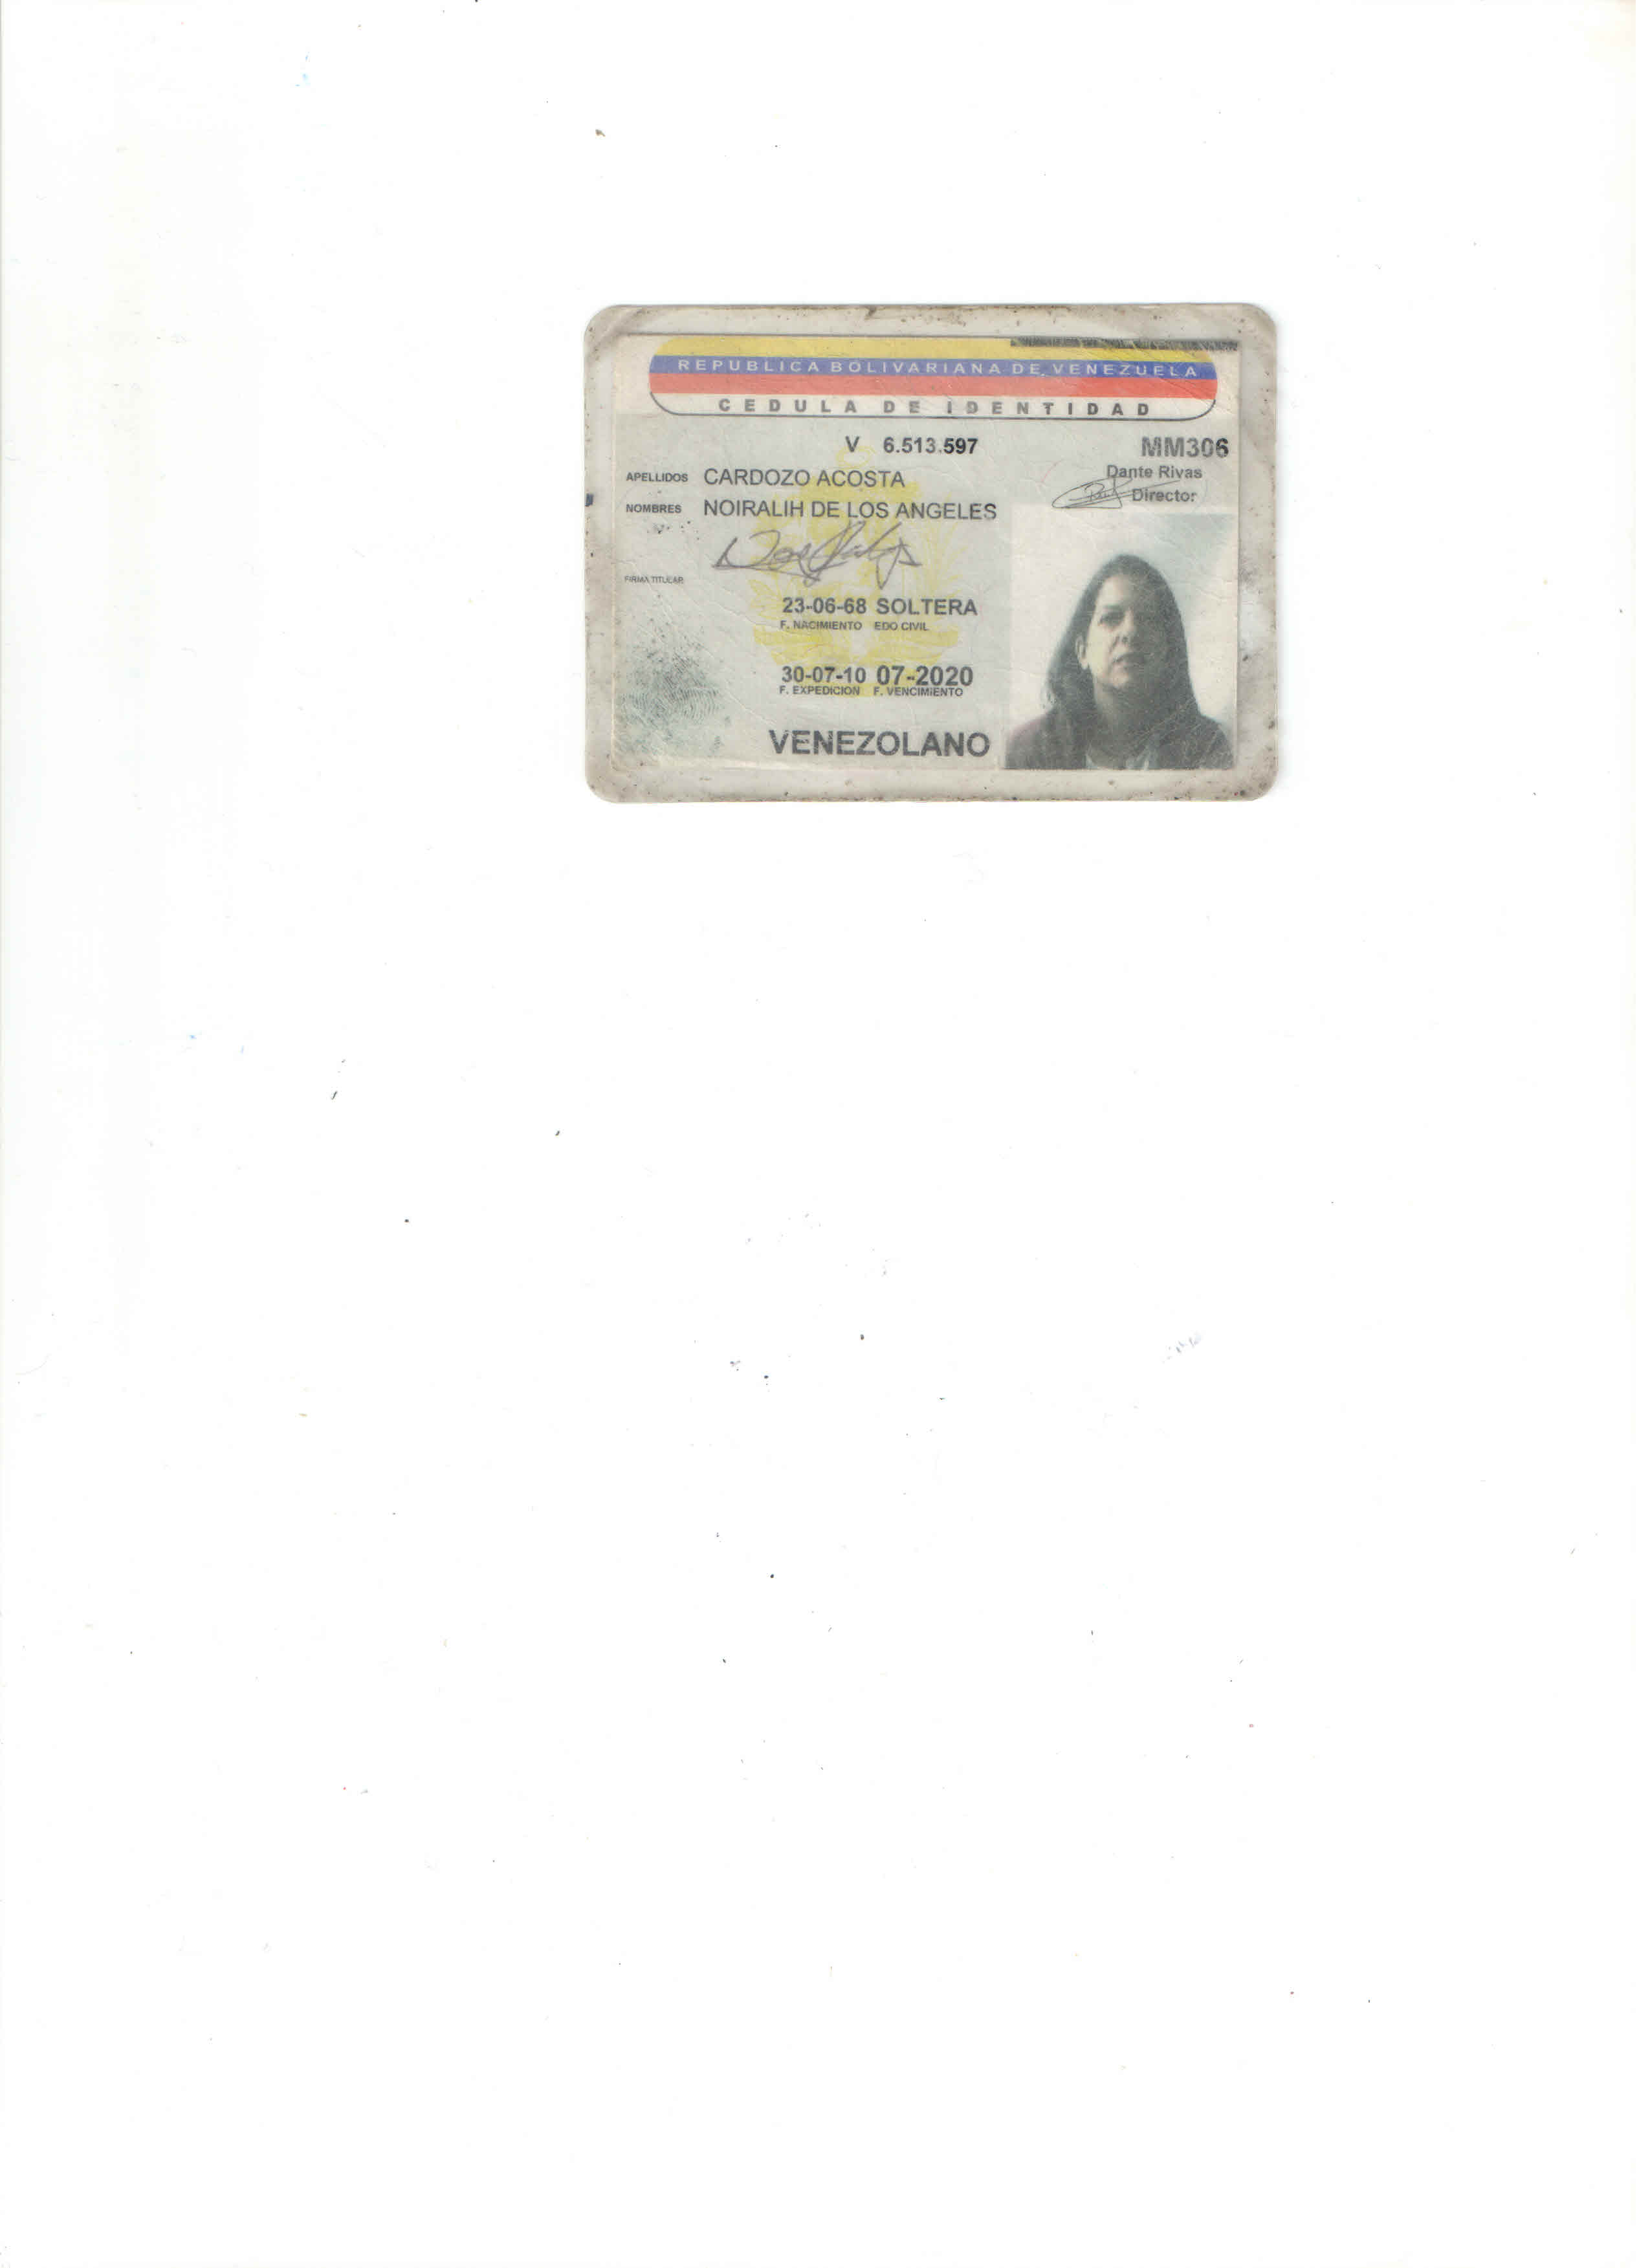 REPUBLICA BOLIVARIANA DE VENEZUELA
CEDULA DE IDENTIDAD
V 6.513.597 MM306
APELLIDOS CARDOZO ACOSTA
Dante Rivas
Director
NOMBRES NOIRALIH DE LOS ANGELES
FIRMA TITULAR
23-06-68 SOLTERA
F. NACIMIENTO EDO CIVIL
30-07-10 07-2020
F. EXPEDICION F. VENCIMIENTO
VENEZOLANO